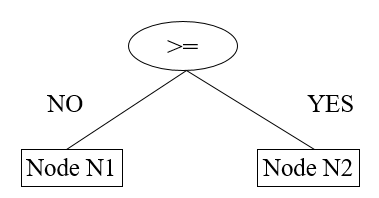 >=
NO
YES
Node N1
Node N2